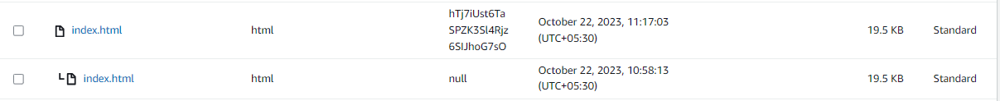 index.html html hTj7iUst6Ta
SPZK3Sl4Rjz
6SIJhoG7sO October 22, 2023, 11:17:03
(UTC+05:30) 19.5 KB Standard
index.html html null October 22, 2023, 10:58:13
(UTC+05:30) 19.5 KB Standard